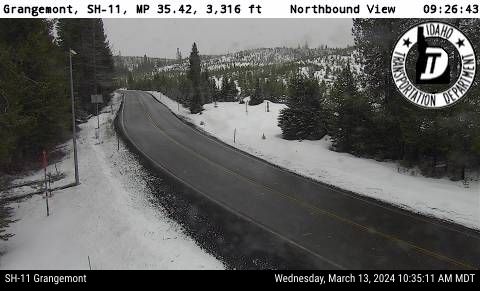 Grangemont, SH-11, MP 35.42, 3,316 ft Northbound View 09:26:43
IDAHO
TRANSPORTATION DEPARTMENT
SH-11 Grangemont Wednesday, March 13, 2024 10:35:11 AM MDT